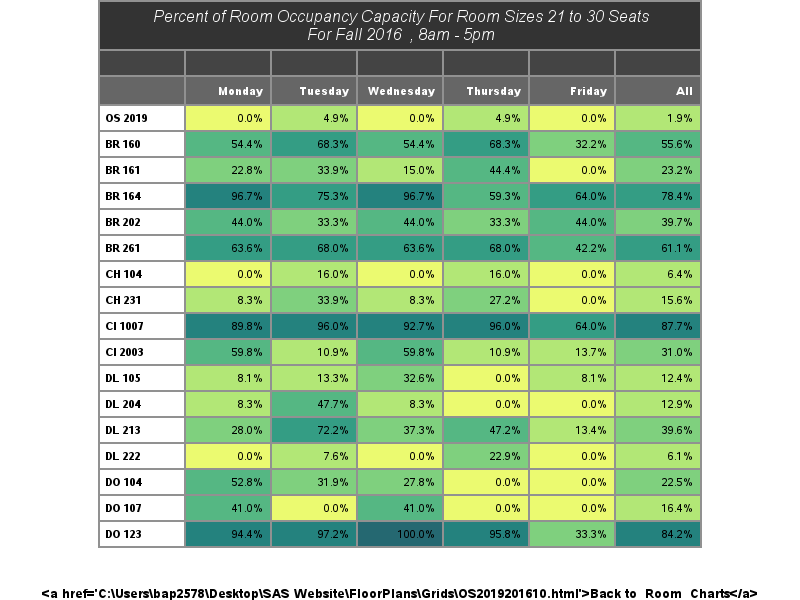 Percent of Room Occupancy Capacity For Room Sizes 21 to 30 Seats
For Fall 2016 , 8am - 5pm
Monday Tuesday Wednesday Thursday Friday All
OS 2019 0.0% 4.9% 0.0% 4.9% 0.0% 1.9%
BR 160 54.4% 68.3% 54.4% 68.3% 32.2% 55.6%
BR 161 22.8% 33.9% 15.0% 44.4% 0.0% 23.2%
BR 164 96.7% 75.3% 96.7% 59.3% 64.0% 78.4%
BR 202 44.0% 33.3% 44.0% 33.3% 44.0% 39.7%
BR 261 63.6% 68.0% 63.6% 68.0% 42.2% 61.1%
CH 104 0.0% 16.0% 0.0% 16.0% 0.0% 6.4%
CH 231 8.3% 33.9% 8.3% 27.2% 0.0% 15.6%
CI 1007 89.8% 96.0% 92.7% 96.0% 64.0% 87.7%
CI 2003 59.8% 10.9% 59.8% 10.9% 13.7% 31.0%
DL 105 8.1% 13.3% 32.6% 0.0% 8.1% 12.4%
DL 204 8.3% 47.7% 8.3% 0.0% 0.0% 12.9%
DL 213 28.0% 72.2% 37.3% 47.2% 13.4% 39.6%
DL 222 0.0% 7.6% 0.0% 22.9% 0.0% 6.1%
DO 104 52.8% 31.9% 27.8% 0.0% 0.0% 22.5%
DO 107 41.0% 0.0% 41.0% 0.0% 0.0% 16.4%
DO 123 94.4% 97.2% 100.0% 95.8% 33.3% 84.2%
<a href='C:\Users\bap2578\Desktop\SAS Website\FloorPlans\Grids\OS2019201610.html'>Back to Room Charts</a>